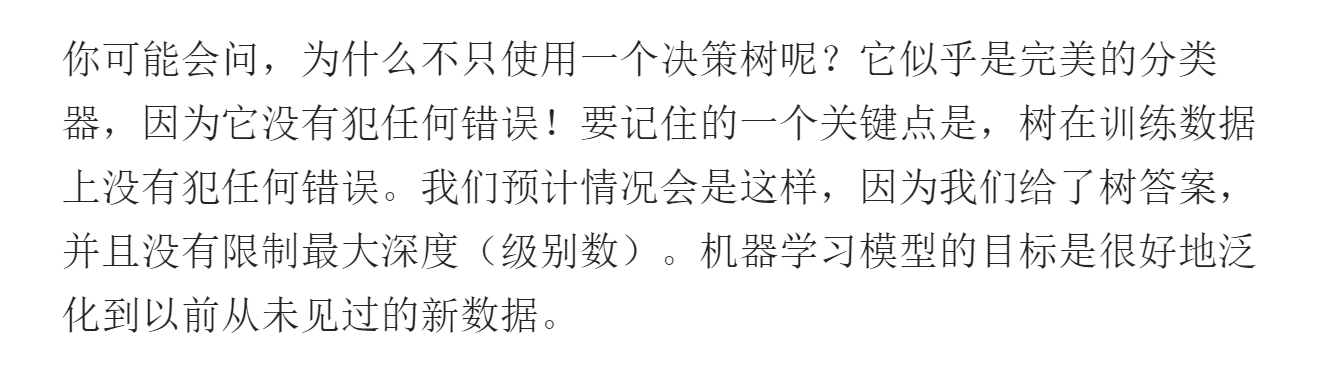 你可能会问，为什么不只使用一个决策树呢？它似乎是完美的分类
器，因为它没有犯任何错误！要记住的一个关键点是，树在训练数据
上没有犯任何错误。我们预计情况会是这样，因为我们给了树答案，
并且没有限制最大深度（级别数）。机器学习模型的目标是很好地泛
化到以前从未见过的新数据。